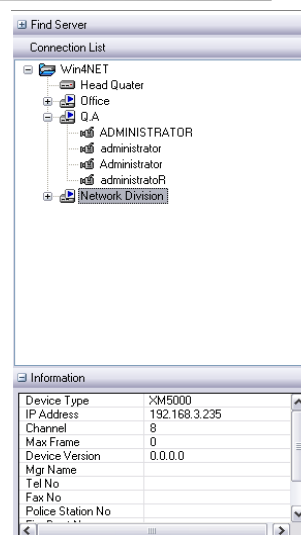 Find Server
Connection List
Win4NET
Head Quater
Office
Q.A
ADMINISTRATOR
administrator
Administrator
administratoR
Network Division
Information
Device Type XM5000
IP Address 192.168.3.235
Channel 8
Max Frame 0
Device Version 0.0.0.0
Mgr Name
Tel No
Fax No
Police Station No